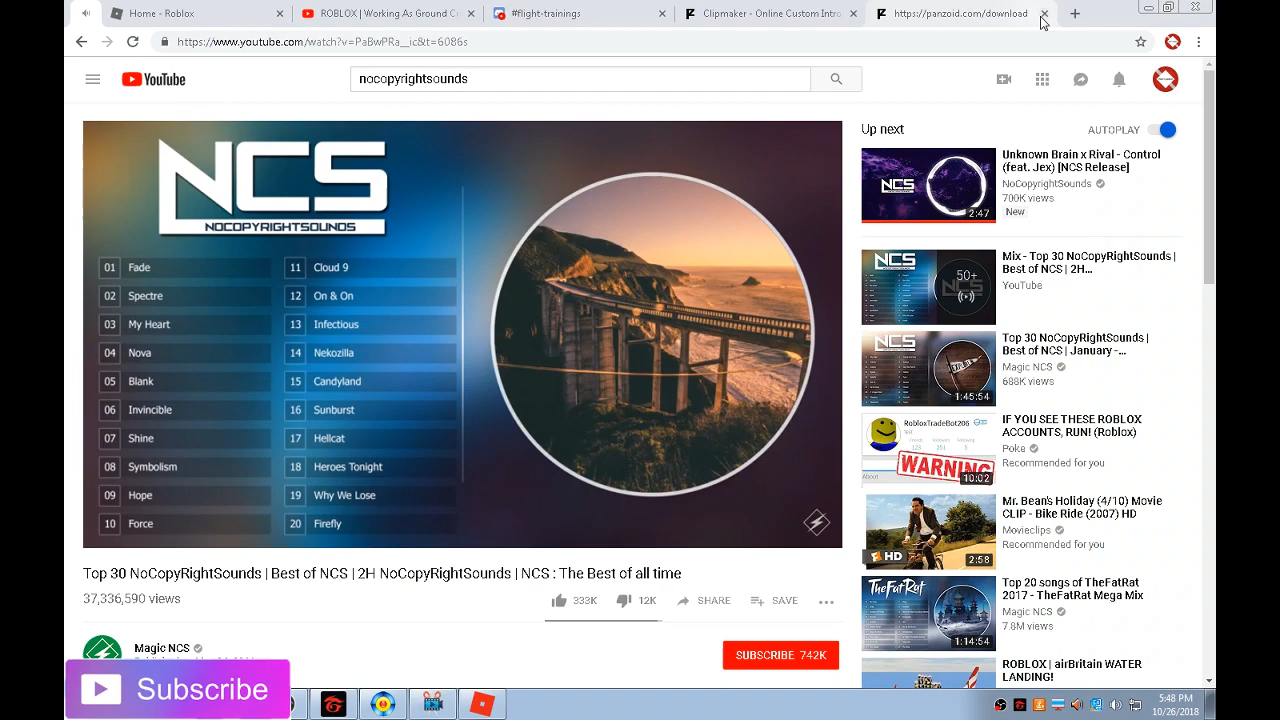 Home - Roblox
ROBLOX | Working As Ground C
#flight-trainings
Clipmaker - Online Custom Intro
https://panzoid.com/download
https://www.youtube.com/watch?v=PaBwPRa__ic&t=6086s
YouTube
nocopyrightsounds
NCS
NOCOPYRIGHTSOUNDS
01 Fade
02 Spectre
03 My Heart
04 Nova
05 Blank
06 Invincible
07 Shine
08 Symbolism
09 Hope
10 Force
11 Cloud 9
12 On & On
13 Infectious
14 Nekozilla
15 Candyland
16 Sunburst
17 Hellcat
18 Heroes Tonight
19 Why We Lose
20 Firefly
Top 30 NoCopyRightSounds | Best of NCS | 2H NoCopyRightSounds | NCS : The Best of all time
37,336,590 views
333K
12K
SHARE
SAVE
SUBSCRIBE 742K
Up next
AUTOPLAY
NCS
2:47
Unknown Brain x Rival - Control
(feat. Jex) [NCS Release]
NoCopyrightSounds
700K views
New
NCS
50+
Mix - Top 30 NoCopyRightSounds |
Best of NCS | 2H...
YouTube
NCS
EXPLORE
1:45:54
Top 30 NoCopyRightSounds |
Best of NCS | January -...
Magic NCS
688K views
RobloxTradeBot206
About
WARNING
10:02
IF YOU SEE THESE ROBLOX
ACCOUNTS, RUN! (Roblox)
Poke
Recommended for you
HD
2:58
Mr. Bean's Holiday (4/10) Movie
CLIP - Bike Ride (2007) HD
Movieclips
Recommended for you
THEFATRAT
1:14:54
Top 20 songs of TheFatRat
2017 - TheFatRat Mega Mix
Magic NCS
7.8M views
ROBLOX | airBritain WATER
LANDING!
Subscribe
5:48 PM
10/26/2018